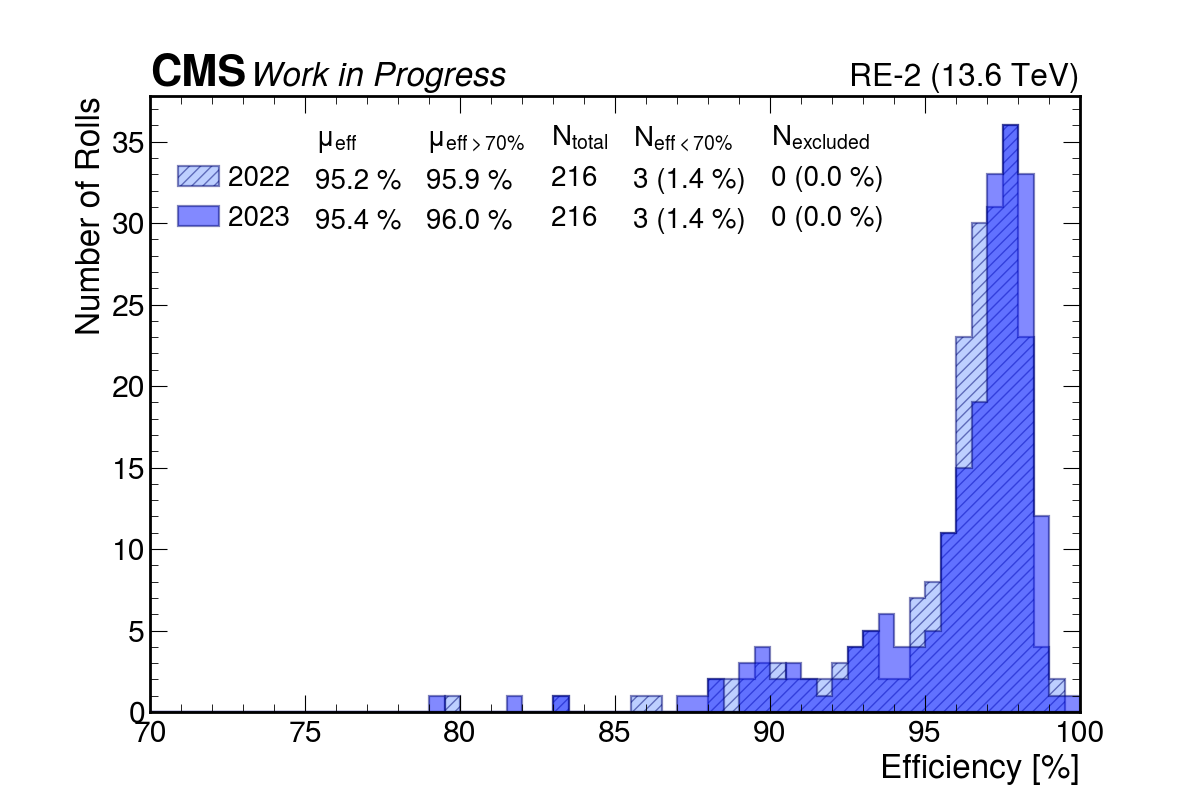 CMS Work in Progress RE-2 (13.6 TeV)
Number of Rolls
μeff μeff > 70% Ntotal Neff < 70% Nexcluded
2022 95.2 % 95.9 % 216 3 (1.4 %) 0 (0.0 %)
2023 95.4 % 96.0 % 216 3 (1.4 %) 0 (0.0 %)
35
30
25
20
15
10
5
0
70 75 80 85 90 95 100
Efficiency [%]